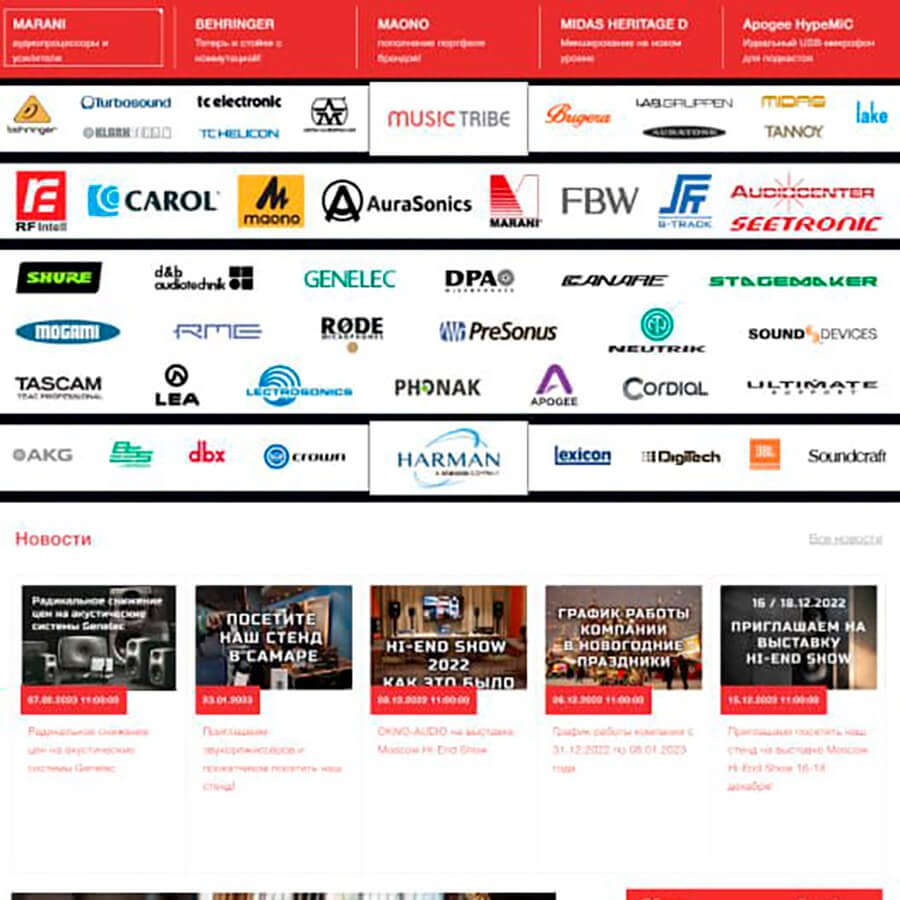 MARANI
аудиопроцессоры и
усилители
BEHRINGER
Теперь и стойки с
коммутацией!
MAONO
пополнение портфеля
брендов!
MIDAS HERITAGE D
Микширование на новом
уровне
Apogee HypeMiC
Идеальный USB-микрофон
для подкастов
behringer
Turbosound
KLARK TEKNIK
tc electronic
TC HELICON
MUSIC TRIBE
Bugera
LAB.GRUPPEN
AURATONE
MIDAS
TANNOY
lake
RF Intell
CAROL
maono
AuraSonics
MARANI
FBW
S-TRACK
AUDIOCENTER
SEETRONIC
SHURE
d&b
audiotechnik
GENELEC
DPA
MICROPHONES
CANARE
STAGEMAKER
MOGAMI
RME
RØDE
MICROPHONES
PreSonus
NEUTRIK
SOUND DEVICES
TASCAM
TEAC PROFESSIONAL
LEA
LECTROSONICS
PHONAK
APOGEE
Cordial
ULTIMATE
SUPPORT
AKG
BSS
dbx
crown
HARMAN
lexicon
DigiTech
JBL
Soundcraft
Новости
Все новости
Радикальное снижение
цен на акустические
системы Genelec
ПОСЕТИТЕ
НАШ СТЕНД
В САМАРЕ
HI-END SHOW
2022
КАК ЭТО БЫЛО
ГРАФИК РАБОТЫ
КОМПАНИИ
В НОВОГОДНИЕ
ПРАЗДНИКИ
16 / 18.12.2022
ПРИГЛАШАЕМ НА
ВЫСТАВКУ
HI-END SHOW
07.02.2023 11:00:00
23.01.2023
11:00:00
26.12.2022 11:00:00
15.12.2022 11:00:00
Радикальное снижение
цен на акустические
системы Genelec
Приглашаем
звукорежиссёров и
прокатчиков посетить наш
стенд!
OKNO-AUDIO на выставке
Moscow Hi-End Show
График работы компании с
31.12.2022 по 08.01.2023
года
Приглашаем посетить наш
стенд на выставке Moscow
Hi-End Show 16-18
декабря!